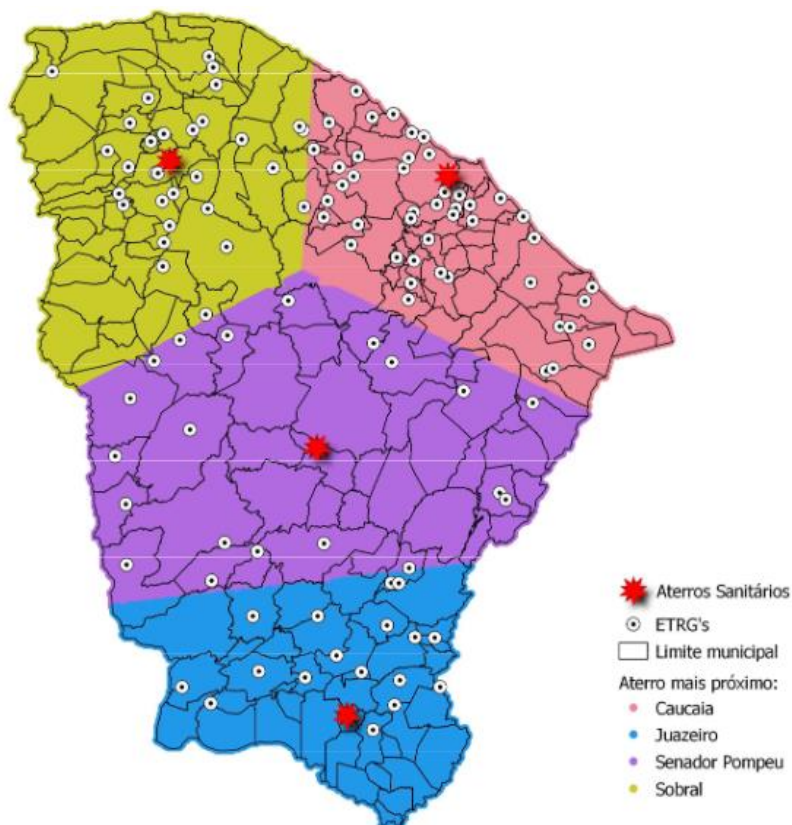 Aterros Sanitários
ETRG's
Limite municipal
Aterro mais próximo:
Caucaia
Juazeiro
Senador Pompeu
Sobral